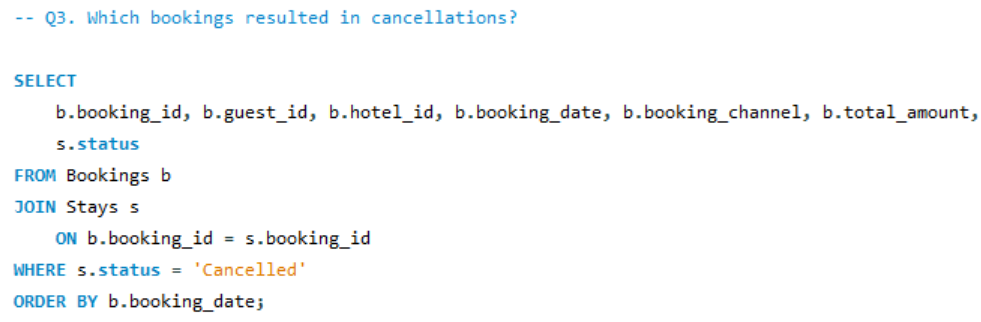 -- Q3. Which bookings resulted in cancellations?
SELECT
b.booking_id, b.guest_id, b.hotel_id, b.booking_date, b.booking_channel, b.total_amount,
s.status
FROM Bookings b
JOIN Stays s
ON b.booking_id = s.booking_id
WHERE s.status = 'Cancelled'
ORDER BY b.booking_date;